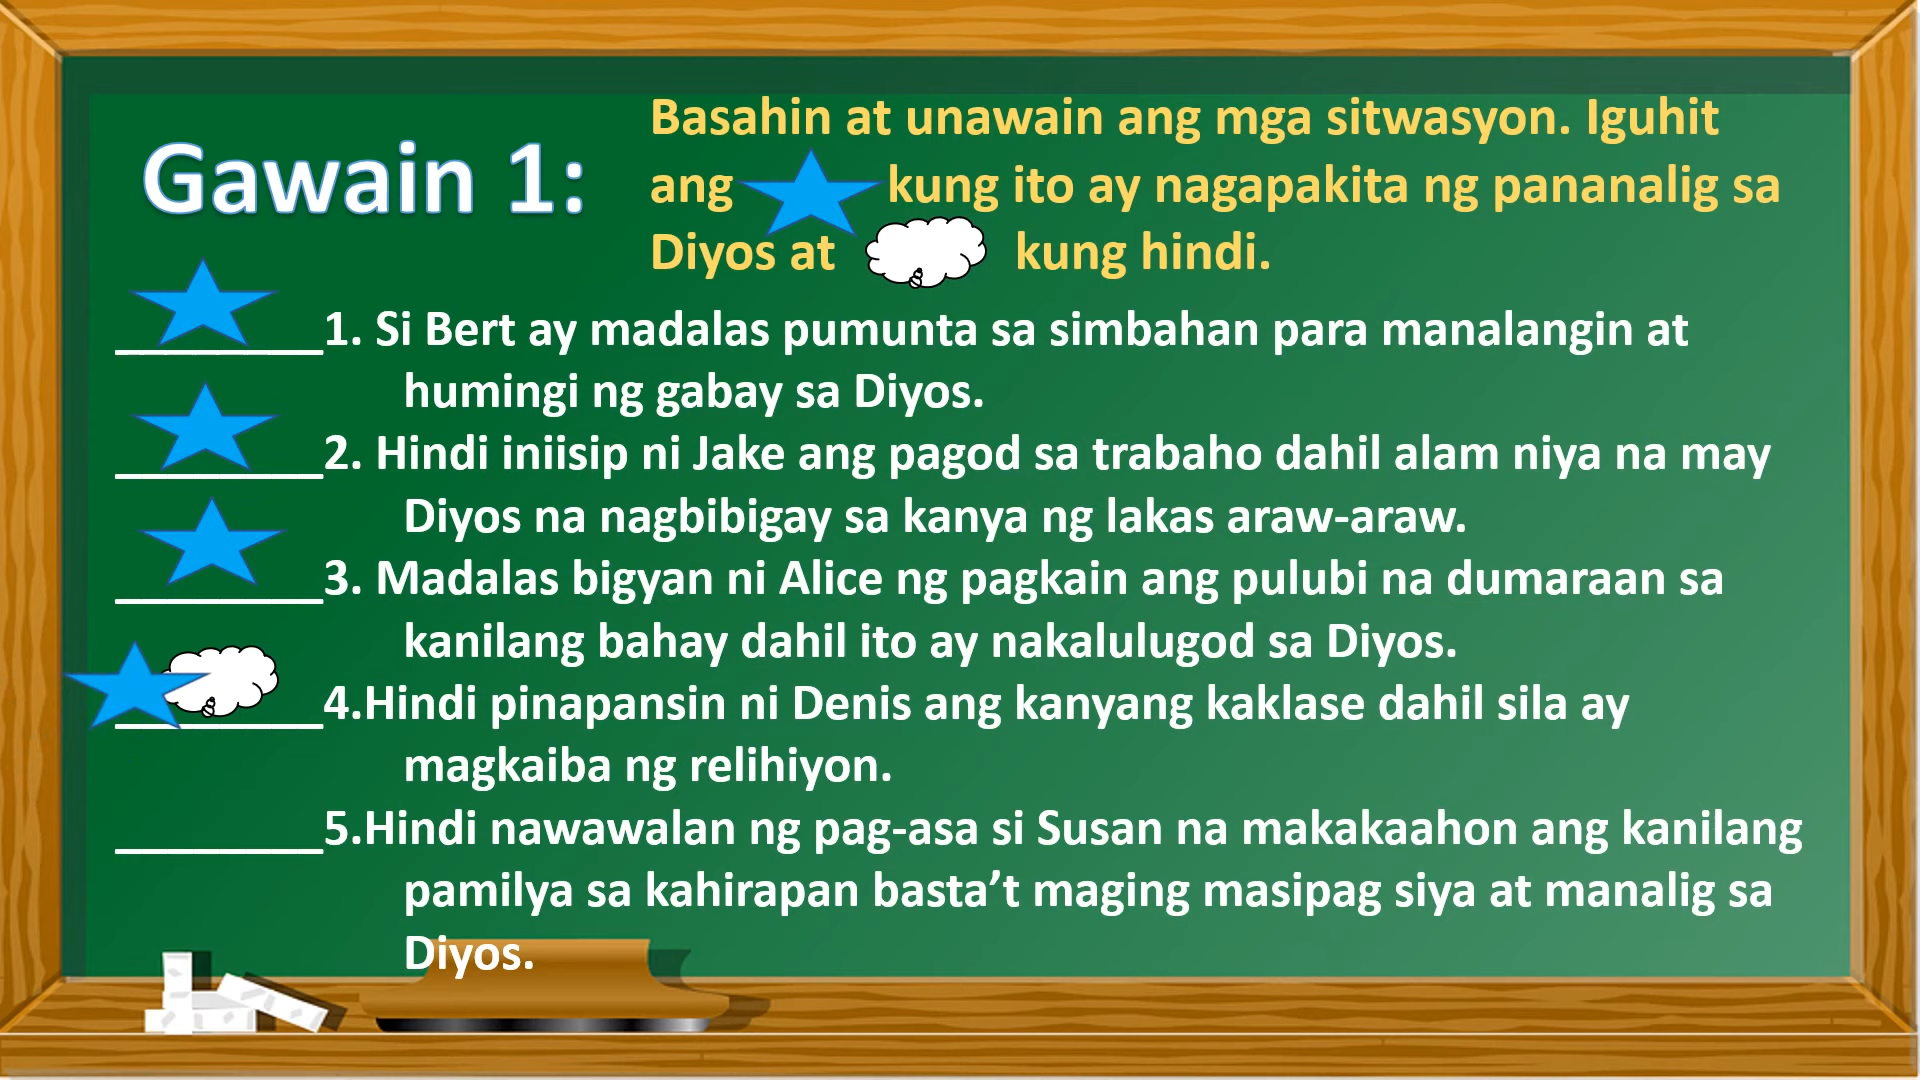 Gawain 1:
Basahin at unawain ang mga sitwasyon. Iguhit
ang kung ito ay nagapakita ng pananalig sa
Diyos at kung hindi.
_________1. Si Bert ay madalas pumunta sa simbahan para manalangin at
humingi ng gabay sa Diyos.
_________2. Hindi iniisip ni Jake ang pagod sa trabaho dahil alam niya na may
Diyos na nagbibigay sa kanya ng lakas araw-araw.
_________3. Madalas bigyan ni Alice ng pagkain ang pulubi na dumaraan sa
kanilang bahay dahil ito ay nakalulugod sa Diyos.
_________4.Hindi pinapansin ni Denis ang kanyang kaklase dahil sila ay
magkaiba ng relihiyon.
_________5.Hindi nawawalan ng pag-asa si Susan na makakaahon ang kanilang
pamilya sa kahirapan basta’t maging masipag siya at manalig sa
Diyos.